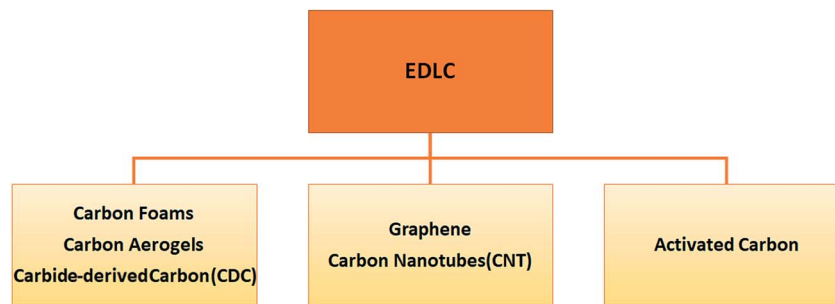 EDLC
Carbon Foams
Carbon Aerogels
Carbide-derivedCarbon(CDC)
Graphene
Carbon Nanotubes(CNT)
Activated Carbon